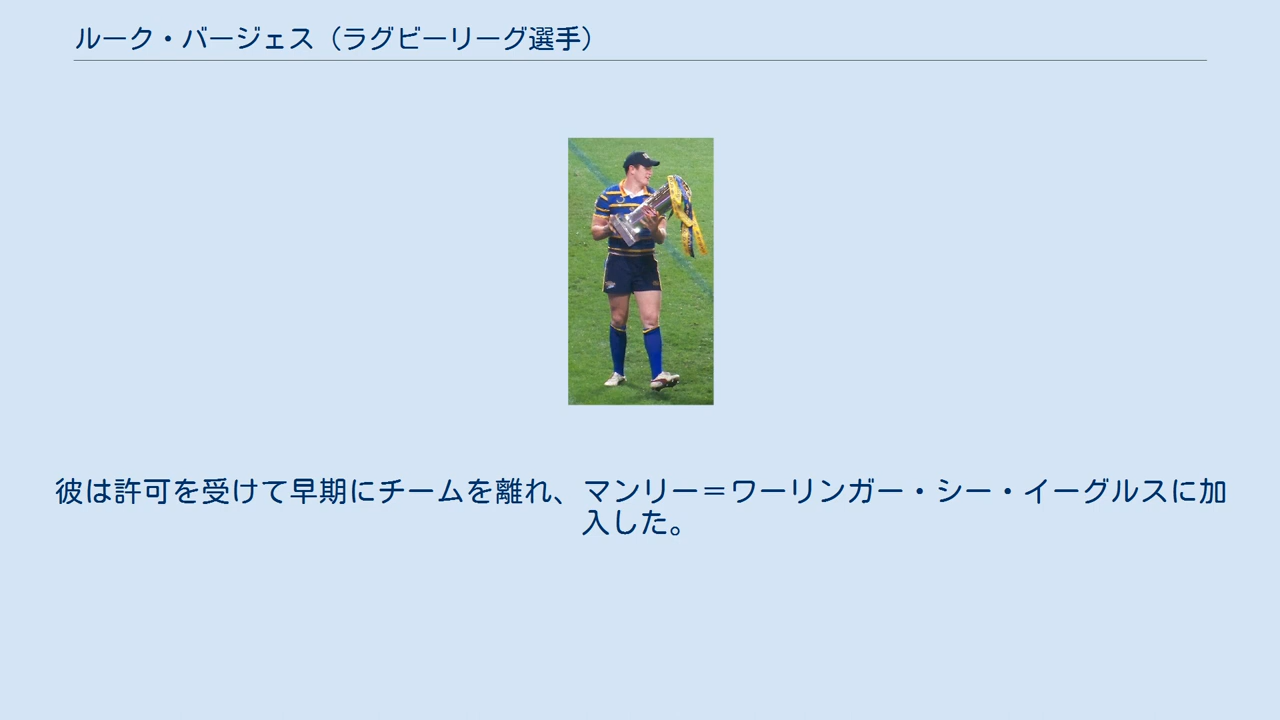 ルーク・バージェス（ラグビーリーグ選手）
彼は許可を受けて早期にチームを離れ、マンリー＝ワーリンガー・シー・イーグルスに加
入した。